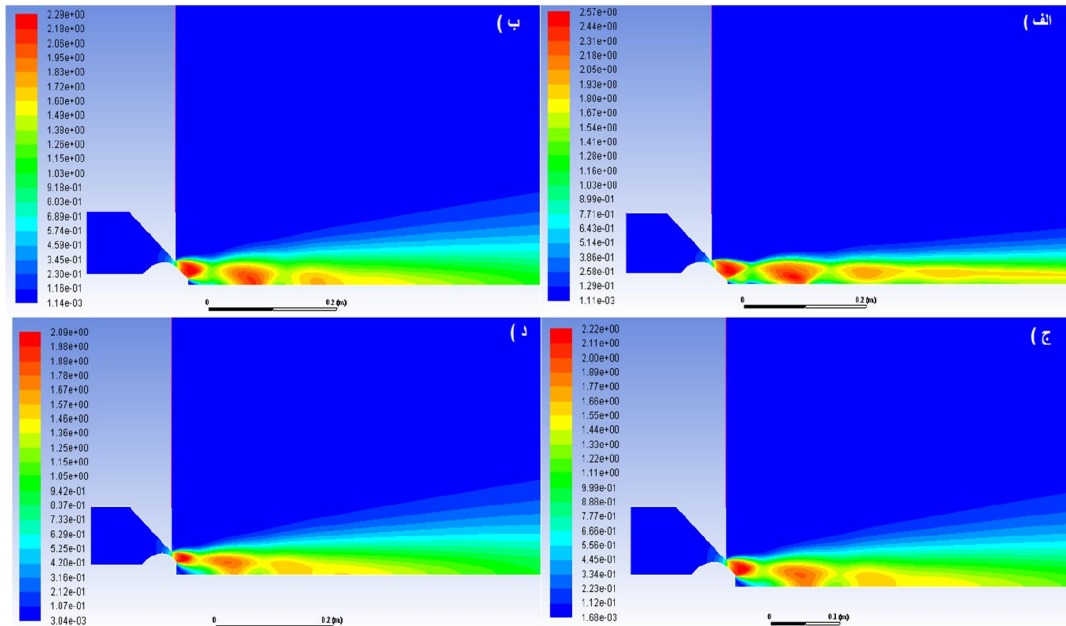 الف )
2.57e+00
2.44e+00
2.31e+00
2.18e+00
2.05e+00
1.93e+00
1.80e+00
1.67e+00
1.54e+00
1.41e+00
1.28e+00
1.16e+00
1.03e+00
8.99e-01
7.71e-01
6.43e-01
5.14e-01
3.86e-01
2.58e-01
1.29e-01
1.11e-03
0 0.2 (m)
ب )
2.29e+00
2.18e+00
2.06e+00
1.95e+00
1.83e+00
1.72e+00
1.60e+00
1.49e+00
1.38e+00
1.26e+00
1.15e+00
1.03e+00
9.18e-01
8.03e-01
6.89e-01
5.74e-01
4.59e-01
3.45e-01
2.30e-01
1.16e-01
1.14e-03
0 0.2 (m)
ج )
2.22e+00
2.11e+00
2.00e+00
1.89e+00
1.77e+00
1.66e+00
1.55e+00
1.44e+00
1.33e+00
1.22e+00
1.11e+00
9.99e-01
8.88e-01
7.77e-01
6.66e-01
5.56e-01
4.45e-01
3.34e-01
2.23e-01
1.12e-01
1.68e-03
0 0.1 (m)
د )
2.09e+00
1.98e+00
1.88e+00
1.78e+00
1.67e+00
1.57e+00
1.46e+00
1.36e+00
1.25e+00
1.15e+00
1.05e+00
9.42e-01
8.37e-01
7.33e-01
6.29e-01
5.25e-01
4.20e-01
3.16e-01
2.12e-01
1.07e-01
3.04e-03
0 0.2 (m)